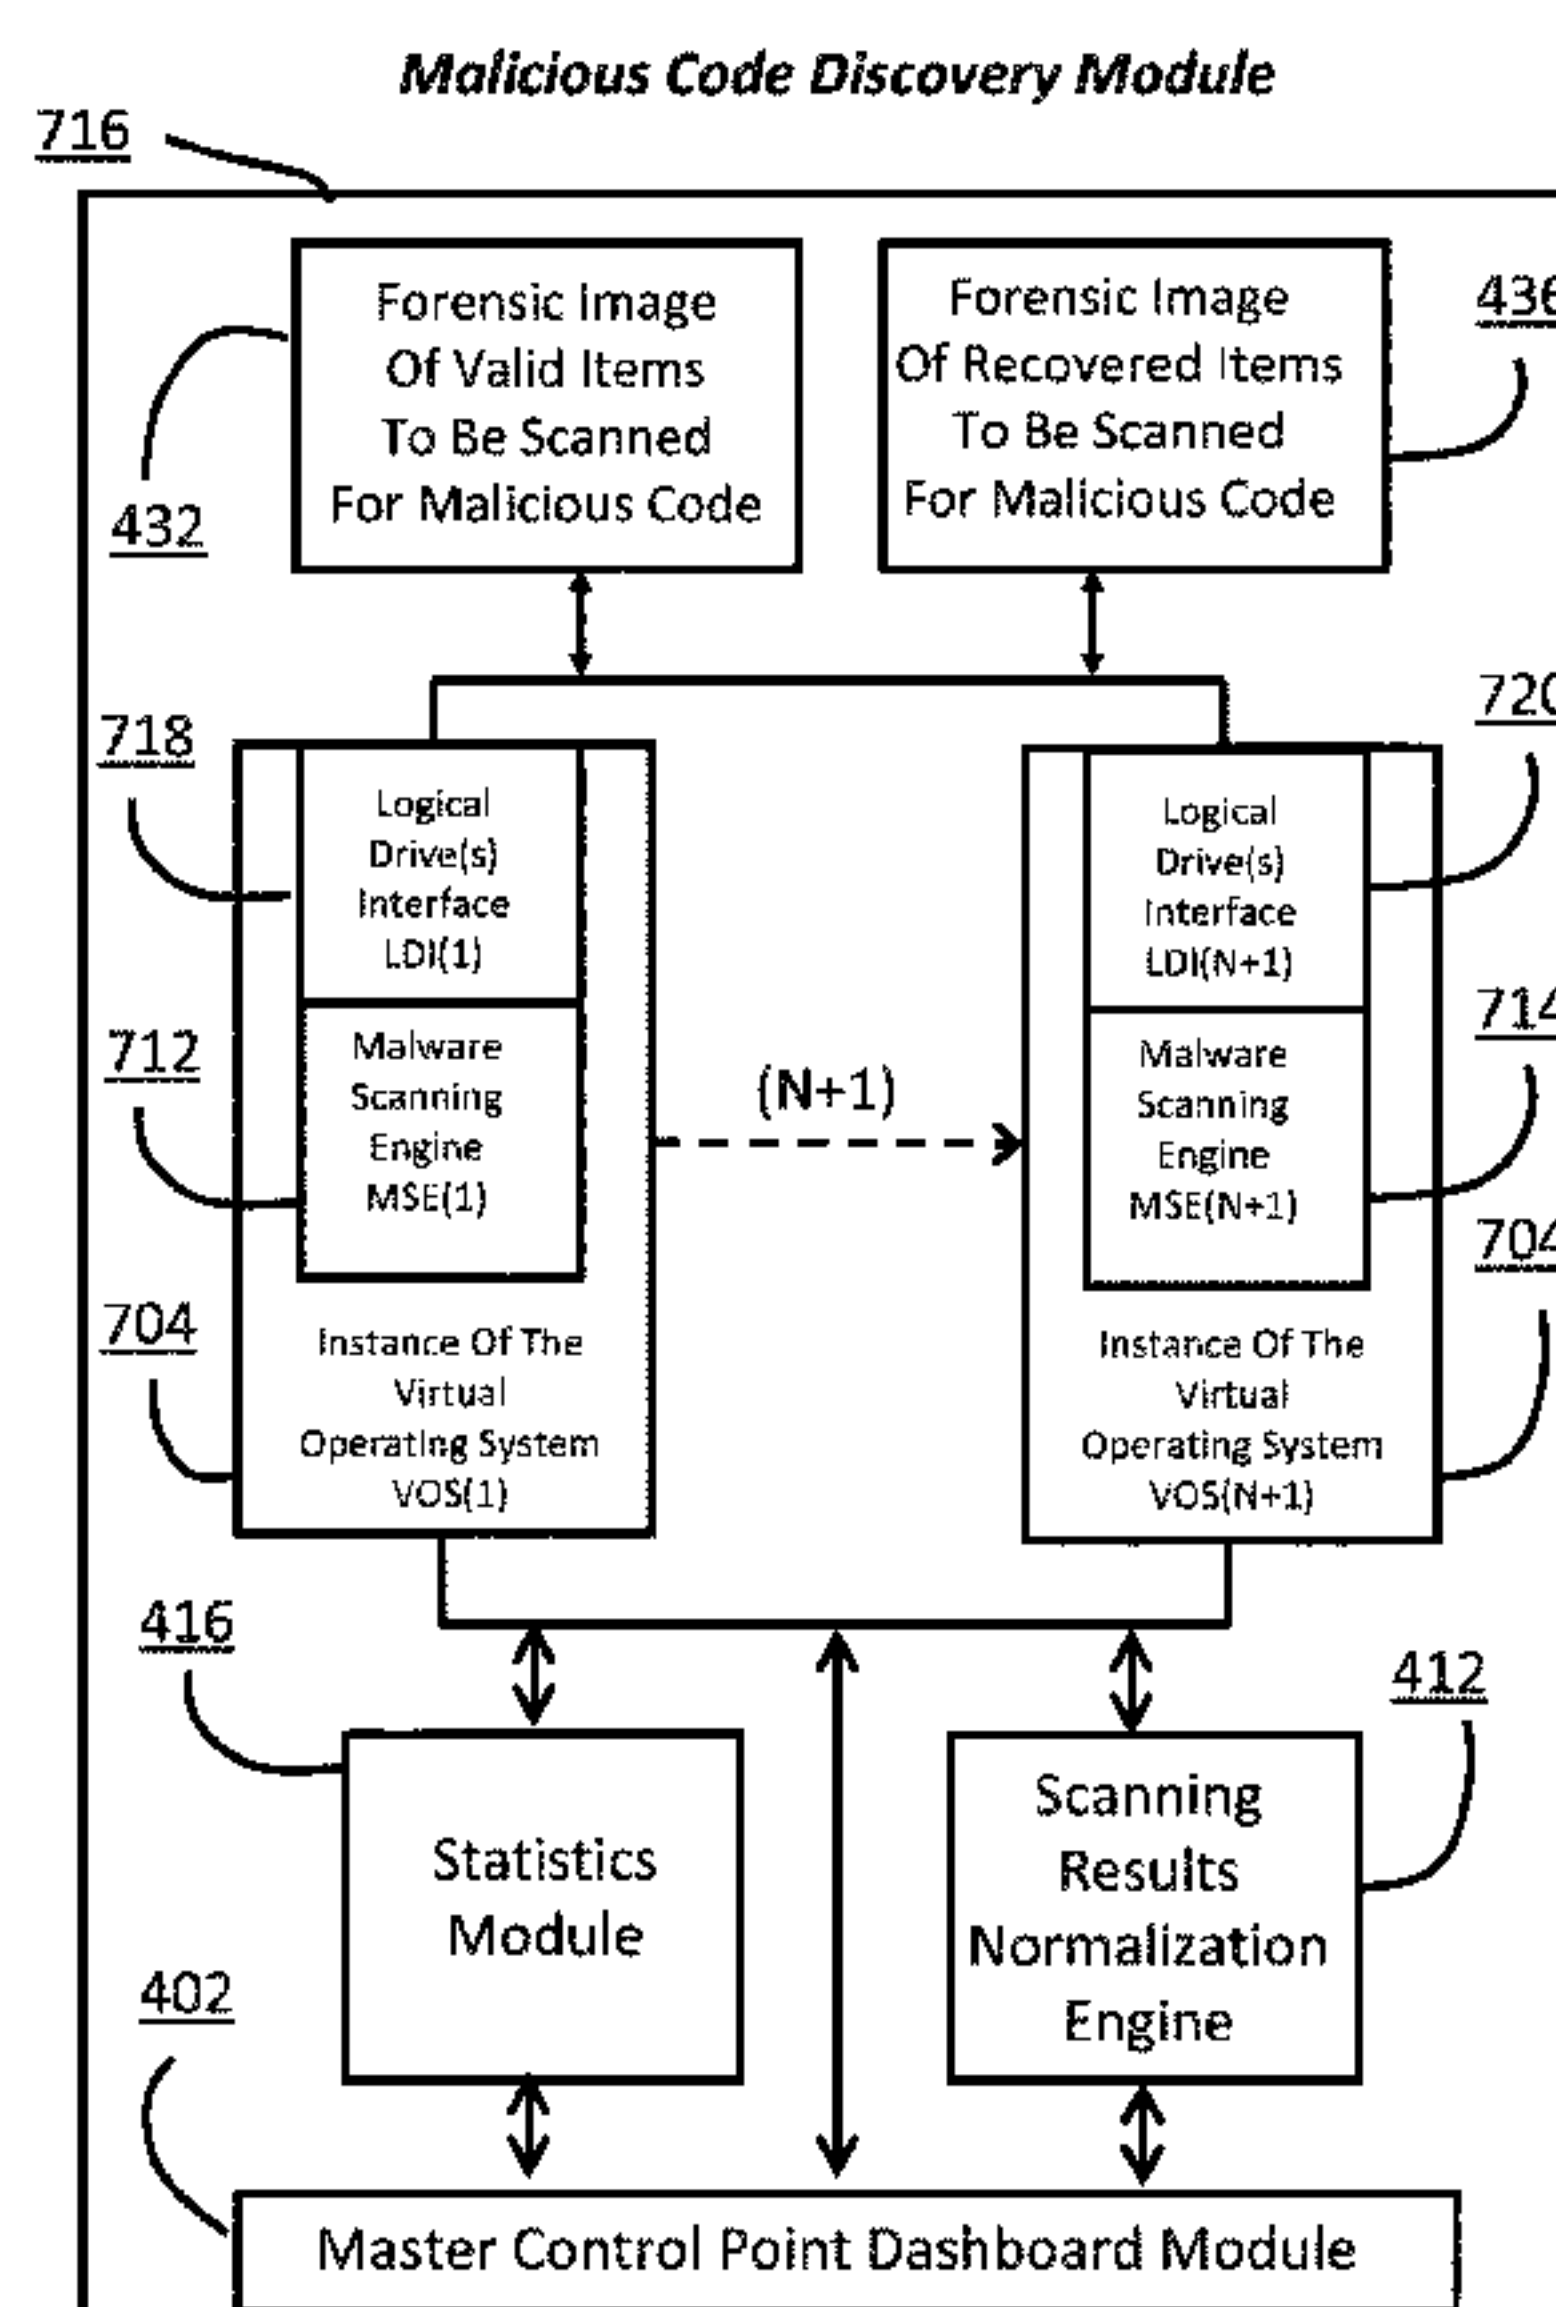 Malicious Code Discovery Module
716
Forensic Image
Of Valid Items
To Be Scanned
For Malicious Code
432
Forensic Image
Of Recovered Items
To Be Scanned
For Malicious Code
436
718
Logical
Drive(s)
Interface
LDI(1)
720
Logical
Drive(s)
Interface
LDI(N+1)
712
Malware
Scanning
Engine
MSE(1)
(N+1)
714
Malware
Scanning
Engine
MSE(N+1)
704
Instance Of The
Virtual
Operating System
VOS(1)
704
Instance Of The
Virtual
Operating System
VOS(N+1)
416
Statistics
Module
412
Scanning
Results
Normalization
Engine
402
Master Control Point Dashboard Module